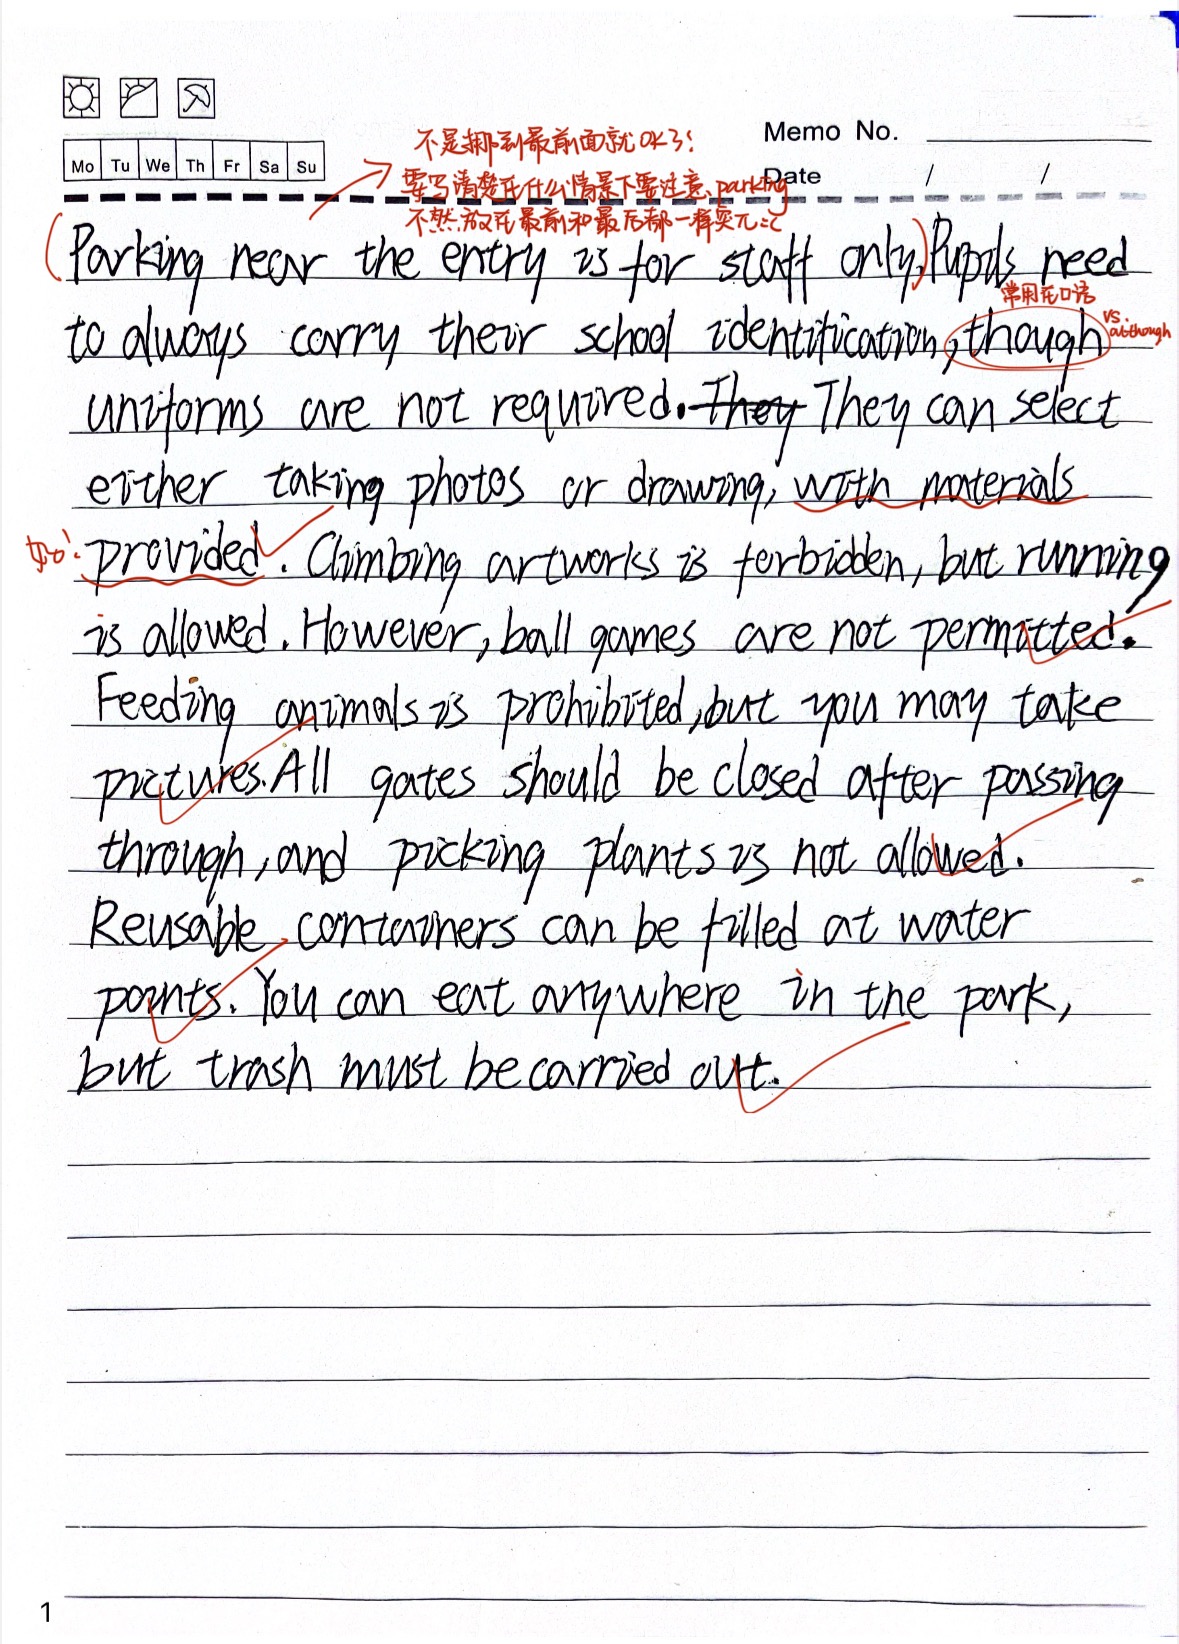 Memo No.
Mo Tu We Th Fr Sa Su
Date / /
不是挪到最前面就OK了!
要写清楚在什么情景下要注意parking
不然放在最前和最后都一样突兀:(
(Parking near the entry is for staff only.) Pupils need
常用在口语
to always carry their school identification, though
vs. although
uniforms are not required. They They can select
either taking photos or drawing, with materials
如: provided. Climbing artworks is forbidden, but running
is allowed. However, ball games are not permitted.
Feeding animals is prohibited, but you may take
pictures. All gates should be closed after passing
through, and picking plants is not allowed.
Reusable containers can be filled at water
points. You can eat anywhere in the park,
but trash must be carried out.
1